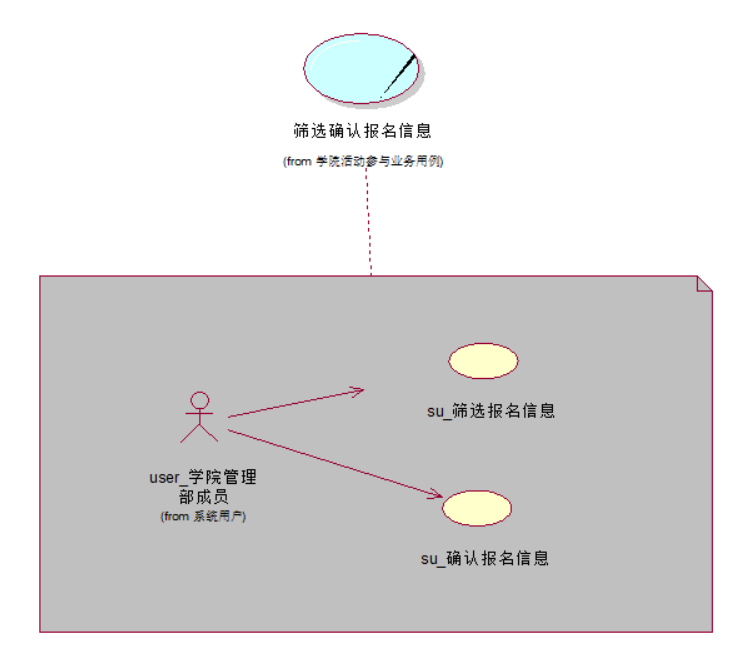 筛选确认报名信息
(from 学院活动参与业务用例)
su_筛选报名信息
user_学院管理
部成员
(from 系统用户)
su_确认报名信息